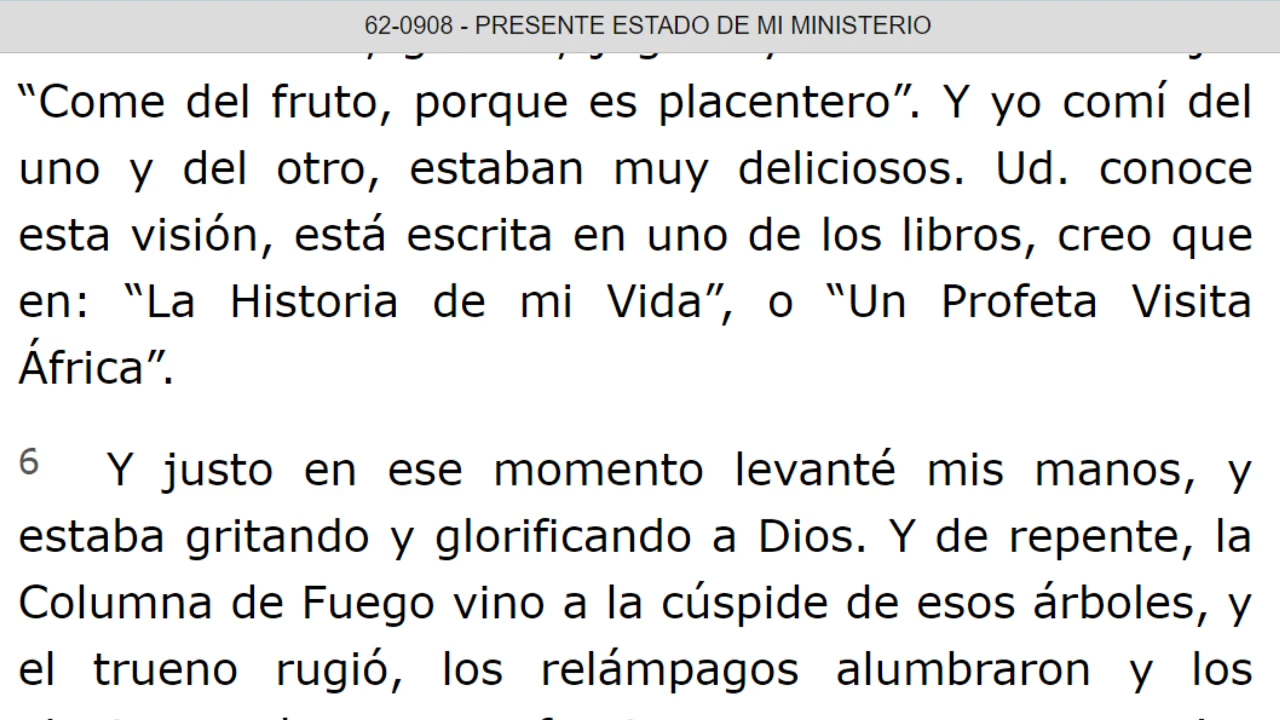 62-0908 - PRESENTE ESTADO DE MI MINISTERIO
“Come del fruto, porque es placentero”. Y yo comí del
uno y del otro, estaban muy deliciosos. Ud. conoce
esta visión, está escrita en uno de los libros, creo que
en: “La Historia de mi Vida”, o “Un Profeta Visita
África”.
6 Y justo en ese momento levanté mis manos, y
estaba gritando y glorificando a Dios. Y de repente, la
Columna de Fuego vino a la cúspide de esos árboles, y
el trueno rugió, los relámpagos alumbraron y los